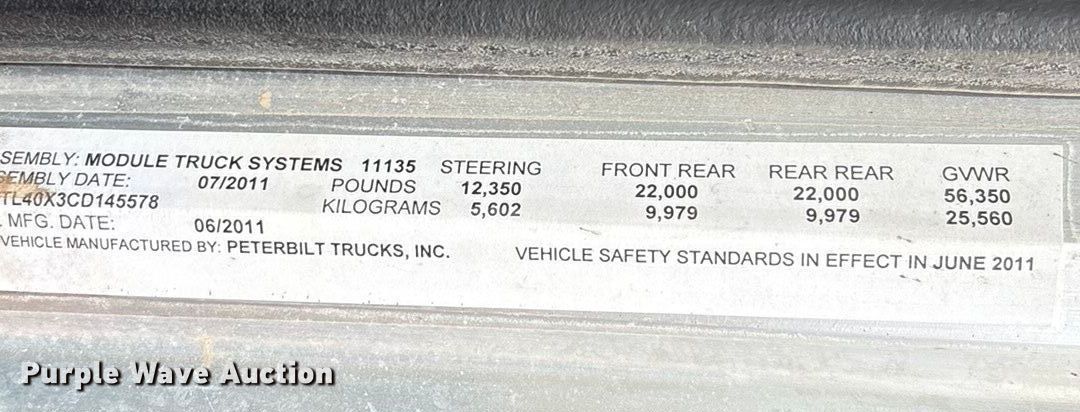 SEMBLY: MODULE TRUCK SYSTEMS 11135 STEERING FRONT REAR REAR REAR GVWR
SEMBLY DATE: 07/2011 POUNDS 12,350 22,000 22,000 56,350
TL40X3CD145578 KILOGRAMS 5,602 9,979 9,979 25,560
. MFG. DATE: 06/2011
VEHICLE MANUFACTURED BY: PETERBILT TRUCKS, INC. VEHICLE SAFETY STANDARDS IN EFFECT IN JUNE 2011
Purple Wave Auction